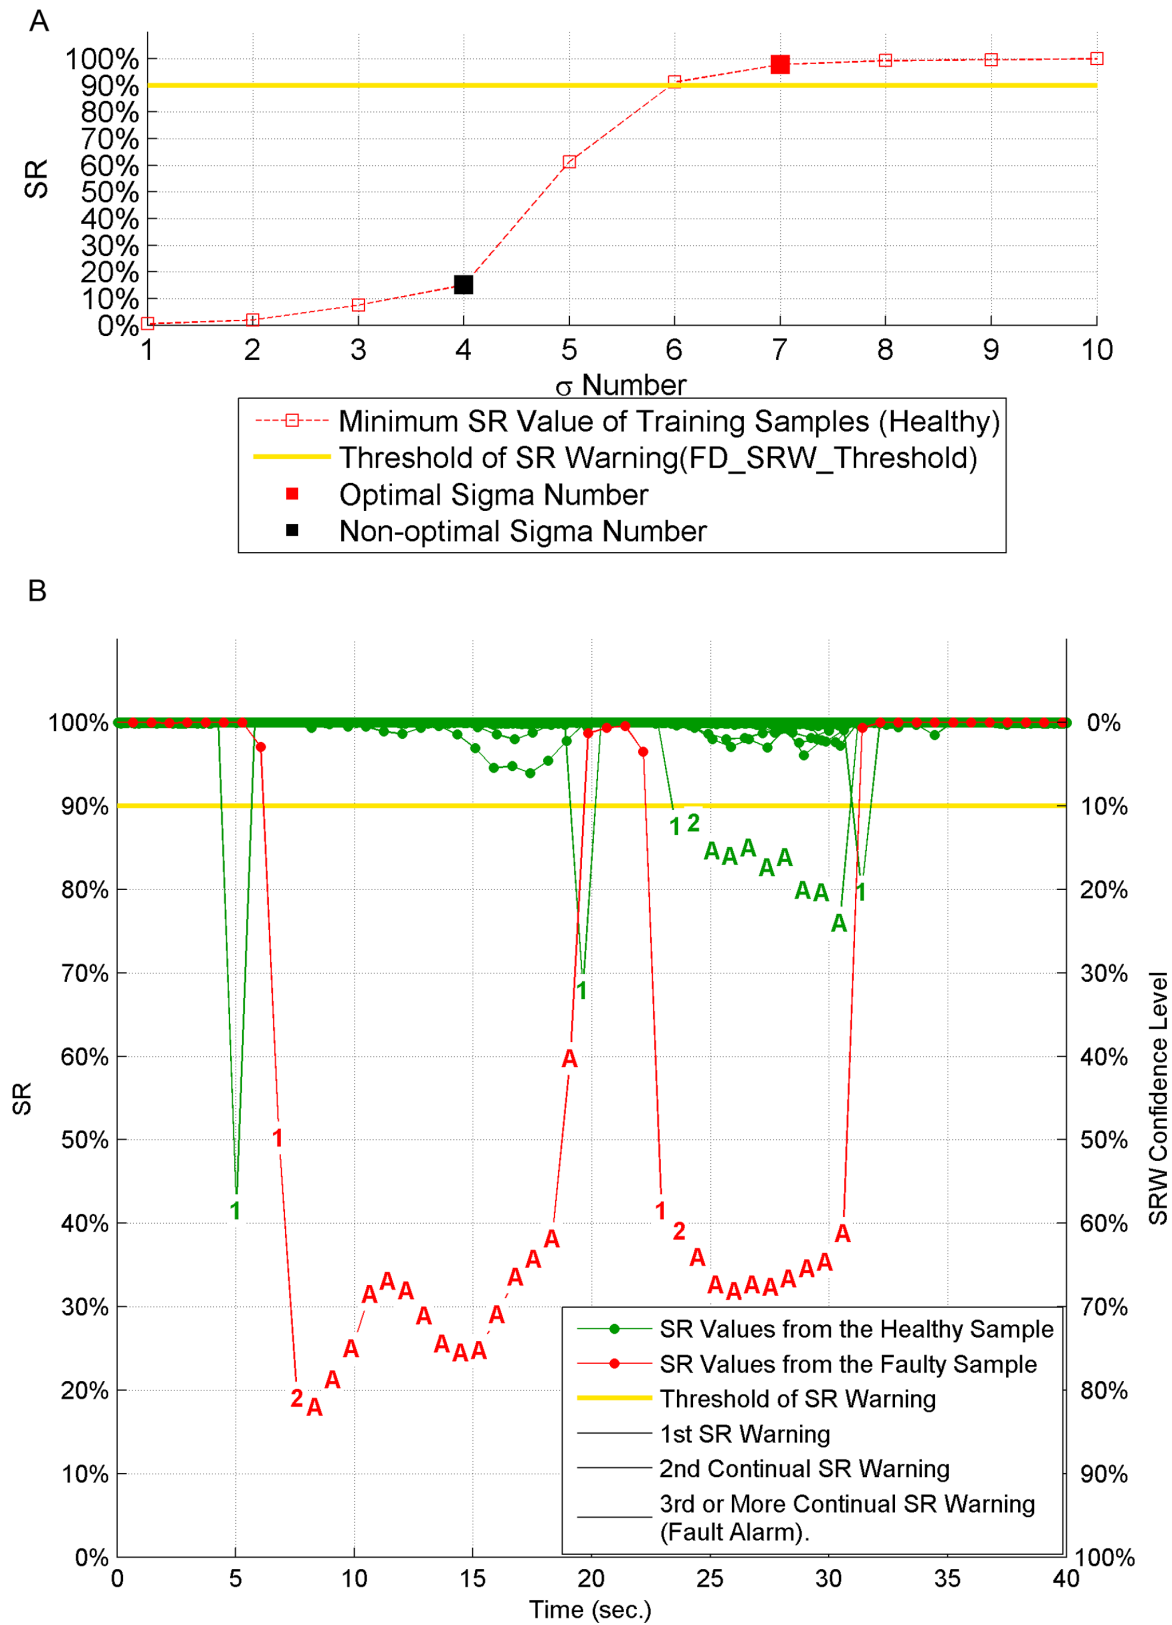 A
100%
90%
80%
70%
60%
50%
40%
30%
20%
10%
0%
SR
1 2 3 4 5 6 7 8 9 10
σ Number
Minimum SR Value of Training Samples (Healthy)
Threshold of SR Warning(FD_SRW_Threshold)
Optimal Sigma Number
Non-optimal Sigma Number
B
100% 0%
90% 10%
1 2
A A A A A
80% 20%
A A 1
A
70% 30%
1
60% 40%
A
50% 50%
1
1 1
40% 60%
2
A A
A A A A A A A A A
A A A A A A
30% 70%
A A
A A A A
A
20% 80%
2 A
10% 90%
0% 100%
SR
SRW Confidence Level
SR Values from the Healthy Sample
SR Values from the Faulty Sample
Threshold of SR Warning
1st SR Warning
2nd Continual SR Warning
3rd or More Continual SR Warning
(Fault Alarm).
0 5 10 15 20 25 30 35 40
Time (sec.)